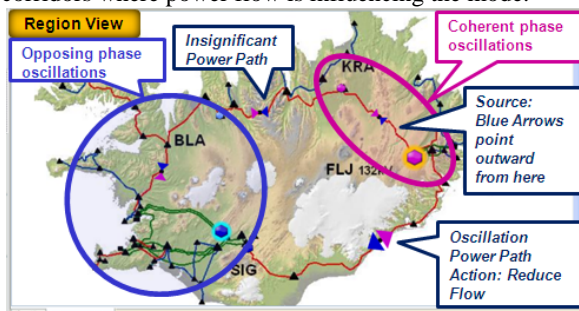 corridors where power flow is influencing the mode.
Region View
Opposing phase
oscillations
Insignificant
Power Path
Coherent phase
oscillations
KRA
Source:
Blue Arrows
point
outward
from here
BLA
FLJ 132kV
Oscillation
Power Path
Action: Reduce
Flow
SIG